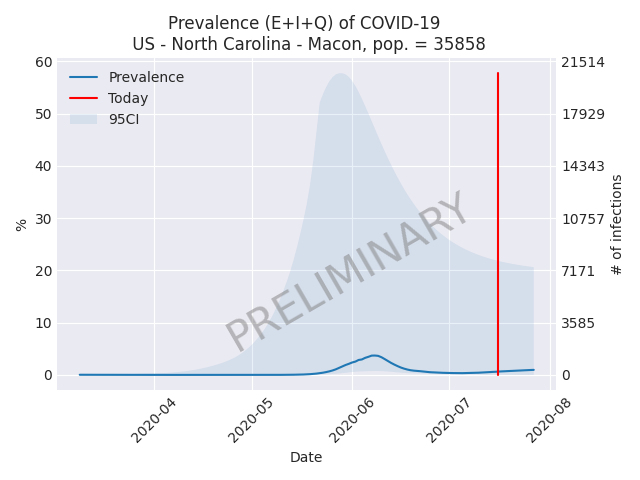 Prevalence (E+I+Q) of COVID-19
US - North Carolina - Macon, pop. = 35858
Prevalence
Today
95CI
60
50
40
30
20
10
0
%
21514
17929
14343
10757
7171
3585
0
# of infections
PRELIMINARY
2020-04
2020-05
2020-06
2020-07
2020-08
Date